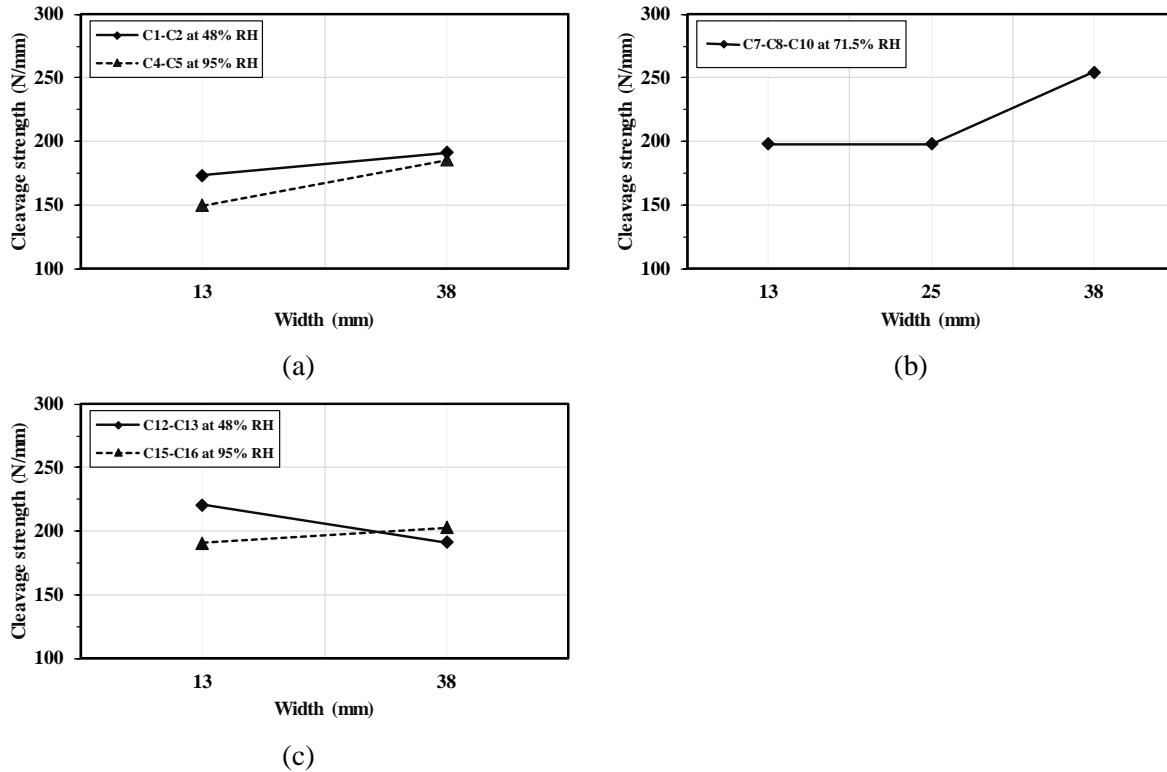 300
250
200
150
100
Cleavage strength (N/mm)
C1-C2 at 48% RH
C4-C5 at 95% RH
13
38
Width (mm)
(a)
300
250
200
150
100
Cleavage strength (N/mm)
C7-C8-C10 at 71.5% RH
13
25
38
Width (mm)
(b)
300
250
200
150
100
Cleavage strength (N/mm)
C12-C13 at 48% RH
C15-C16 at 95% RH
13
38
Width (mm)
(c)